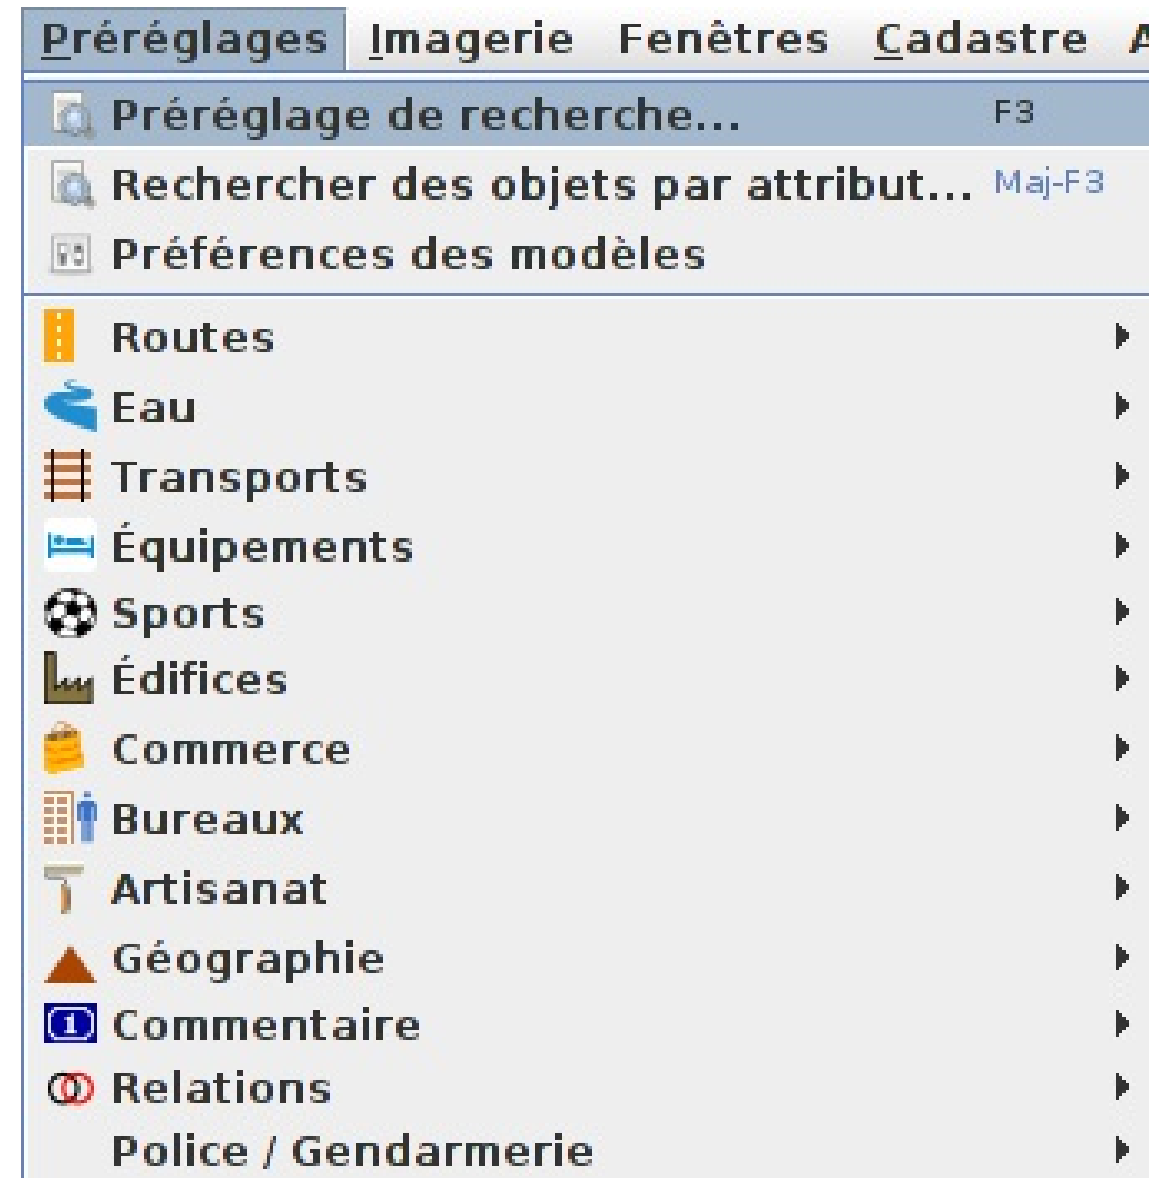 Préréglages Imagerie Fenêtres Cadastre
Préréglage de recherche... F3
Rechercher des objets par attribut... Maj-F3
Préférences des modèles
Routes
Eau
Transports
Équipements
Sports
Édifices
Commerce
Bureaux
Artisanat
Géographie
Commentaire
Relations
Police / Gendarmerie